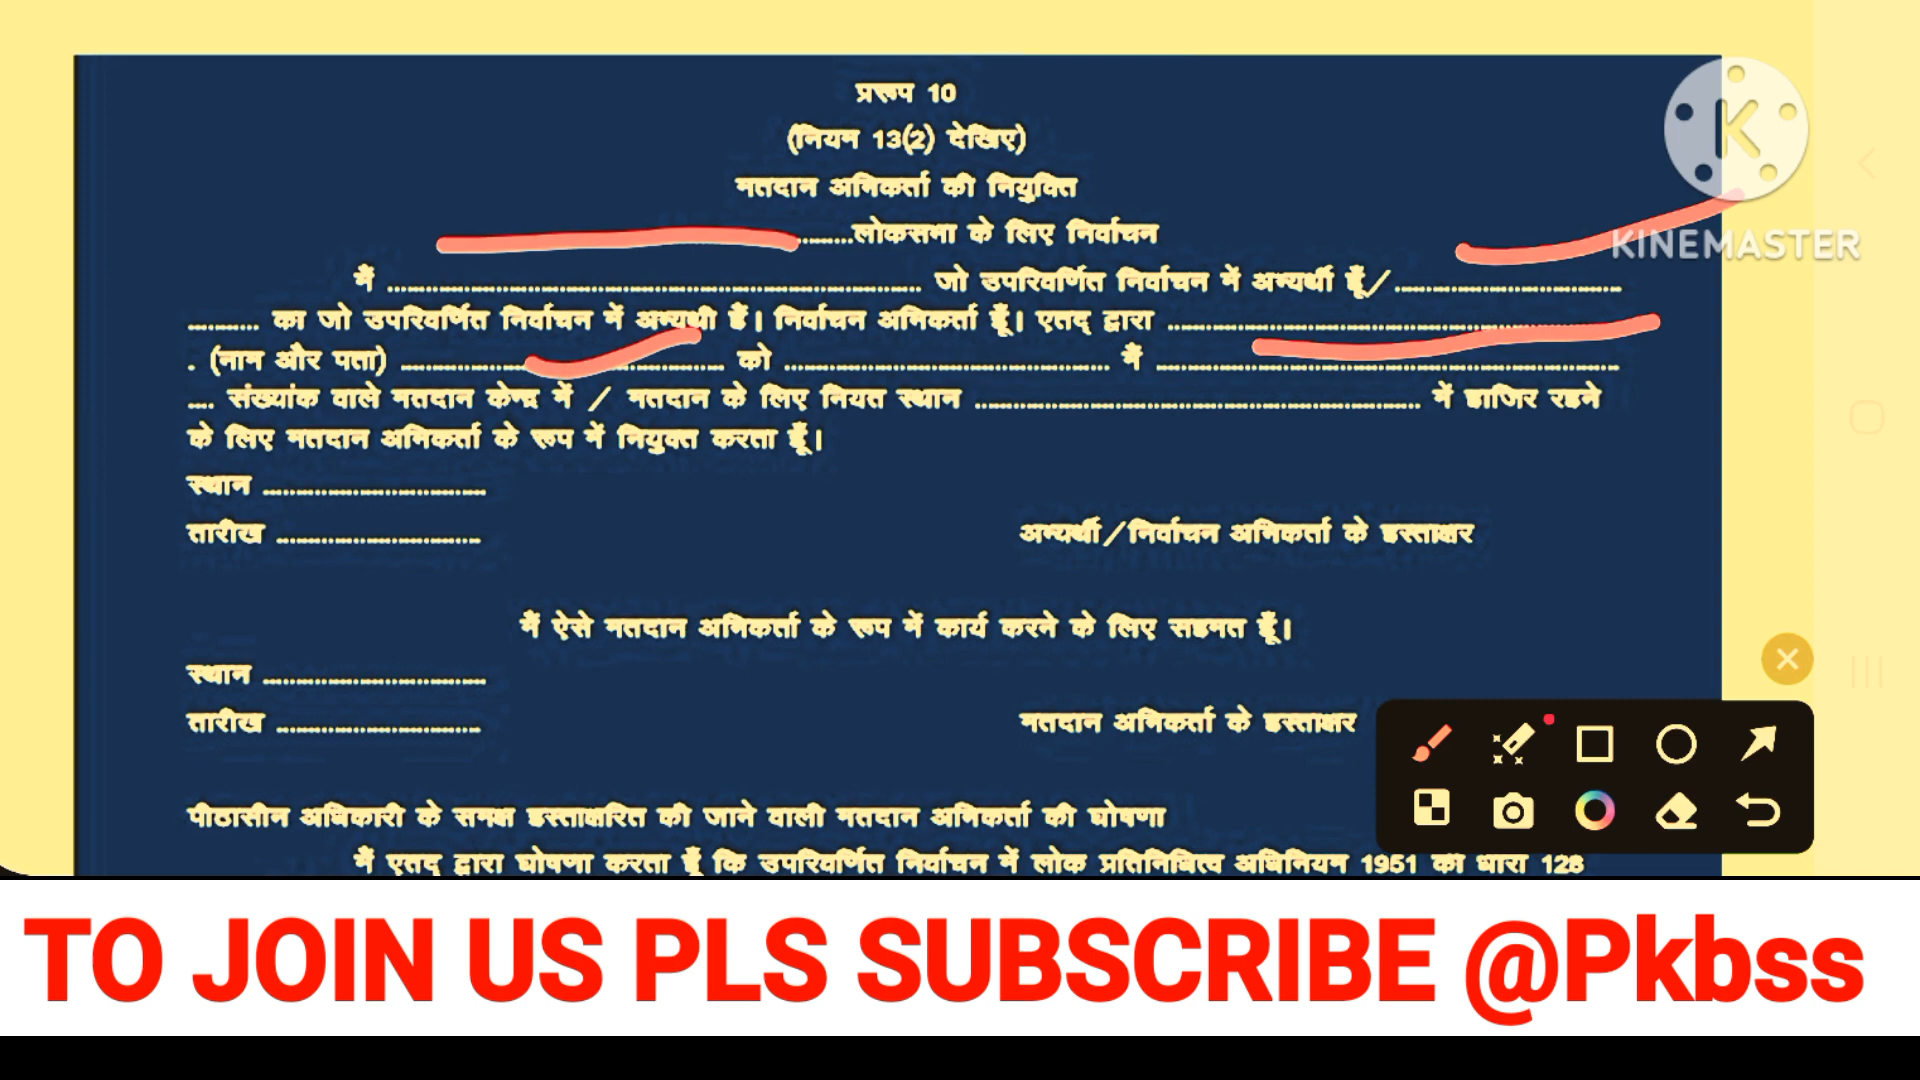 प्ररूप 10
(नियम 13(2) देखिए)
मतदान अभिकर्ता की नियुक्ति
........लोकसभा के लिए निर्वाचन
मैं ................................................ जो उपरिवर्णित निर्वाचन में अभ्यर्थी हूँ/ ........................
........... का जो उपरिवर्णित निर्वाचन में अभ्यर्थी हैं। निर्वाचन अभिकर्ता हूँ। एतद् द्वारा ................................................
. (नाम और पता) ................................ को ................................ मैं ................................................
.... संख्यांक वाले मतदान केन्द्र में / मतदान के लिए नियत स्थान ................................................ में हाजिर रहने
के लिए मतदान अभिकर्ता के रूप में नियुक्त करता हूँ।
स्थान ................................
तारीख ................................ अभ्यर्थी/निर्वाचन अभिकर्ता के हस्ताक्षर
मैं ऐसे मतदान अभिकर्ता के रूप में कार्य करने के लिए सहमत हूँ।
स्थान ................................
तारीख ................................ मतदान अभिकर्ता के हस्ताक्षर
पीठासीन अधिकारी के समक्ष हस्ताक्षरित की जाने वाली मतदान अभिकर्ता की घोषणा
मैं एतद् द्वारा घोषणा करता हूँ कि उपरिवर्णित निर्वाचन में लोक प्रतिनिधित्व अधिनियम 1951 की धारा 128
K
KINEMASTER
TO JOIN US PLS SUBSCRIBE @Pkbss